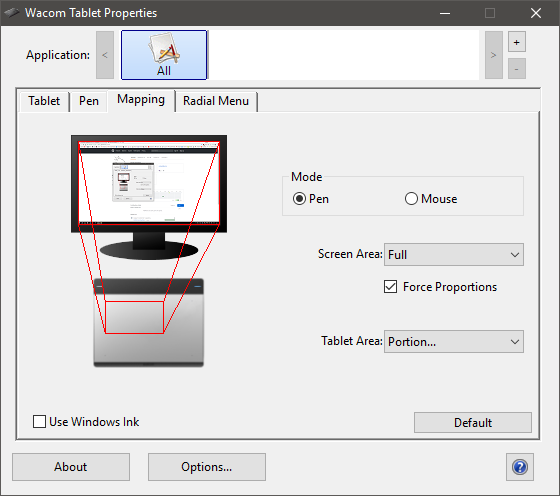 Wacom Tablet Properties
Application:
<
All
>
+
-
Tablet
Pen
Mapping
Radial Menu
Mode
Pen
Mouse
Screen Area:
Full
Force Proportions
Tablet Area:
Portion...
Use Windows Ink
Default
About
Options...
?